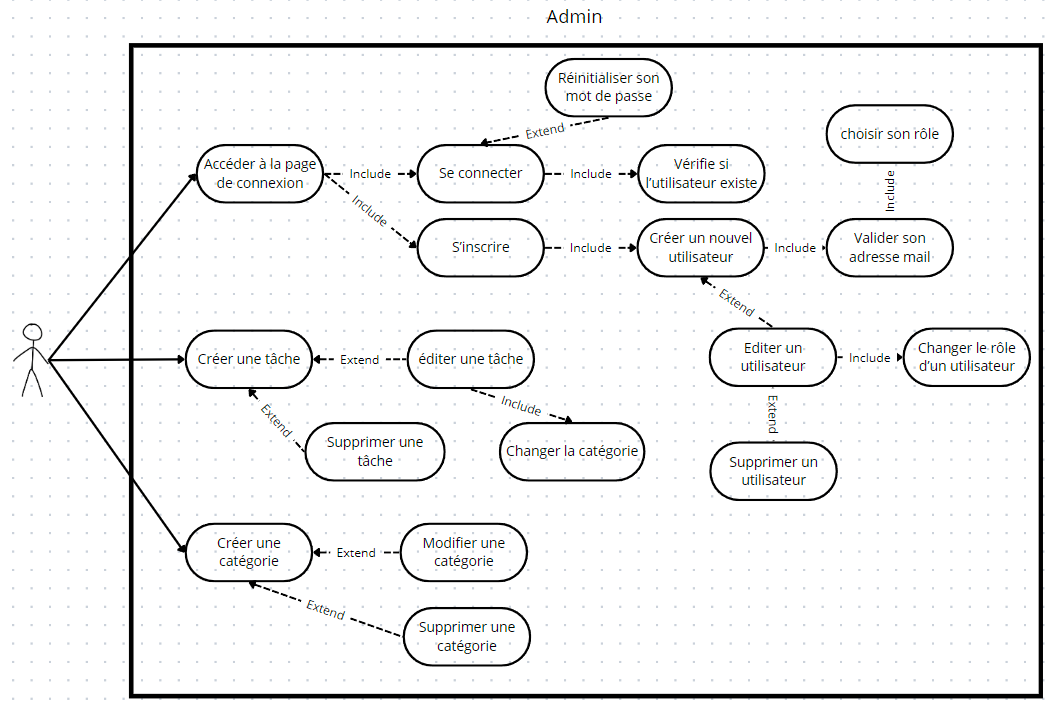 Admin
Réinitialiser son
mot de passe
Extend
choisir son rôle
Accéder à la page
de connexion
Include
Se connecter
Include
Vérifie si
l'utilisateur existe
Include
Include
S'inscrire
Include
Créer un nouvel
utilisateur
Include
Valider son
adresse mail
Extend
Créer une tâche
Extend
éditer une tâche
Editer un
utilisateur
Include
Changer le rôle
d'un utilisateur
Extend
Include
Extend
Supprimer une
tâche
Changer la catégorie
Supprimer un
utilisateur
Créer une
catégorie
Extend
Modifier une
catégorie
Extend
Supprimer une
catégorie